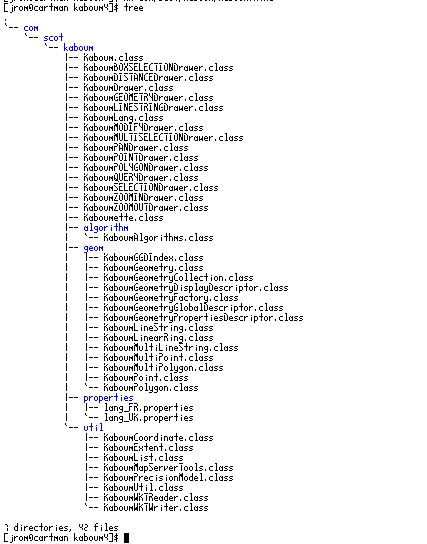 [jrom@cartman kaboum4]$ tree
.
`-- com
`-- scot
`-- kaboum
|-- Kaboum.class
|-- KaboumBOXSELECTIONDrawer.class
|-- KaboumDISTANCEDrawer.class
|-- KaboumDrawer.class
|-- KaboumGEOMETRYDrawer.class
|-- KaboumLINESTRINGDrawer.class
|-- KaboumLang.class
|-- KaboumMODIFYDrawer.class
|-- KaboumMULTISELECTIONDrawer.class
|-- KaboumPANDrawer.class
|-- KaboumPOINTDrawer.class
|-- KaboumPOLYGONDrawer.class
|-- KaboumQUERYDrawer.class
|-- KaboumSELECTIONDrawer.class
|-- KaboumZOOMINDrawer.class
|-- KaboumZOOMOUTDrawer.class
|-- Kaboumette.class
|-- algorithm
| `-- KaboumAlgorithms.class
|-- geom
| |-- KaboumGGDIndex.class
| |-- KaboumGeometry.class
| |-- KaboumGeometryCollection.class
| |-- KaboumGeometryDisplayDescriptor.class
| |-- KaboumGeometryFactory.class
| |-- KaboumGeometryGlobalDescriptor.class
| |-- KaboumGeometryPropertiesDescriptor.class
| |-- KaboumLineString.class
| |-- KaboumLinearRing.class
| |-- KaboumMultiLineString.class
| |-- KaboumMultiPoint.class
| |-- KaboumMultiPolygon.class
| |-- KaboumPoint.class
| `-- KaboumPolygon.class
|-- properties
| |-- lang_FR.properties
| `-- lang_UK.properties
`-- util
|-- KaboumCoordinate.class
|-- KaboumExtent.class
|-- KaboumList.class
|-- KaboumMapServerTools.class
|-- KaboumPrecisionModel.class
|-- KaboumUtil.class
|-- KaboumWKTReader.class
`-- KaboumWKTWriter.class
7 directories, 42 files
[jrom@cartman kaboum4]$